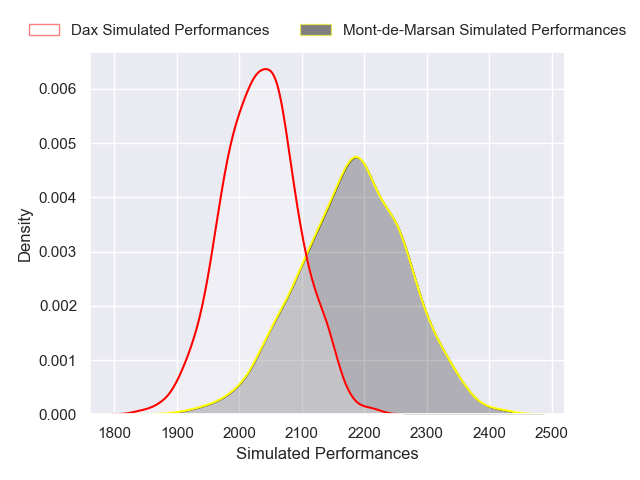 Dax Simulated Performances Mont-de-Marsan Simulated Performances
0.006
0.005
0.004
0.003
0.002
0.001
0.000
Density
1800 1900 2000 2100 2200 2300 2400 2500
Simulated Performances